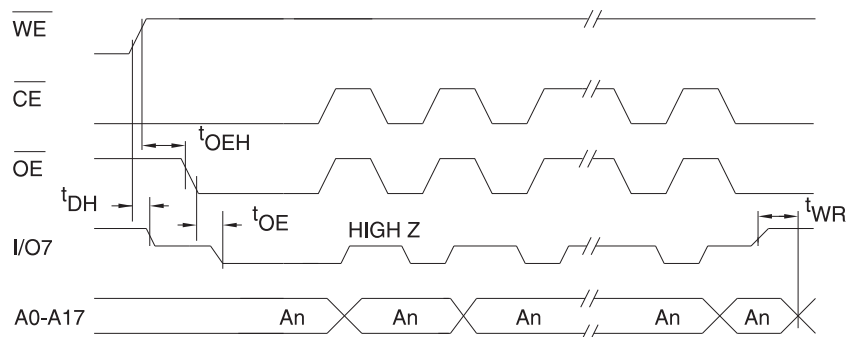 WE
CE
tOEH
OE
tDH
tOE
tWR
HIGH Z
I/O7
A0-A17 An An An An An